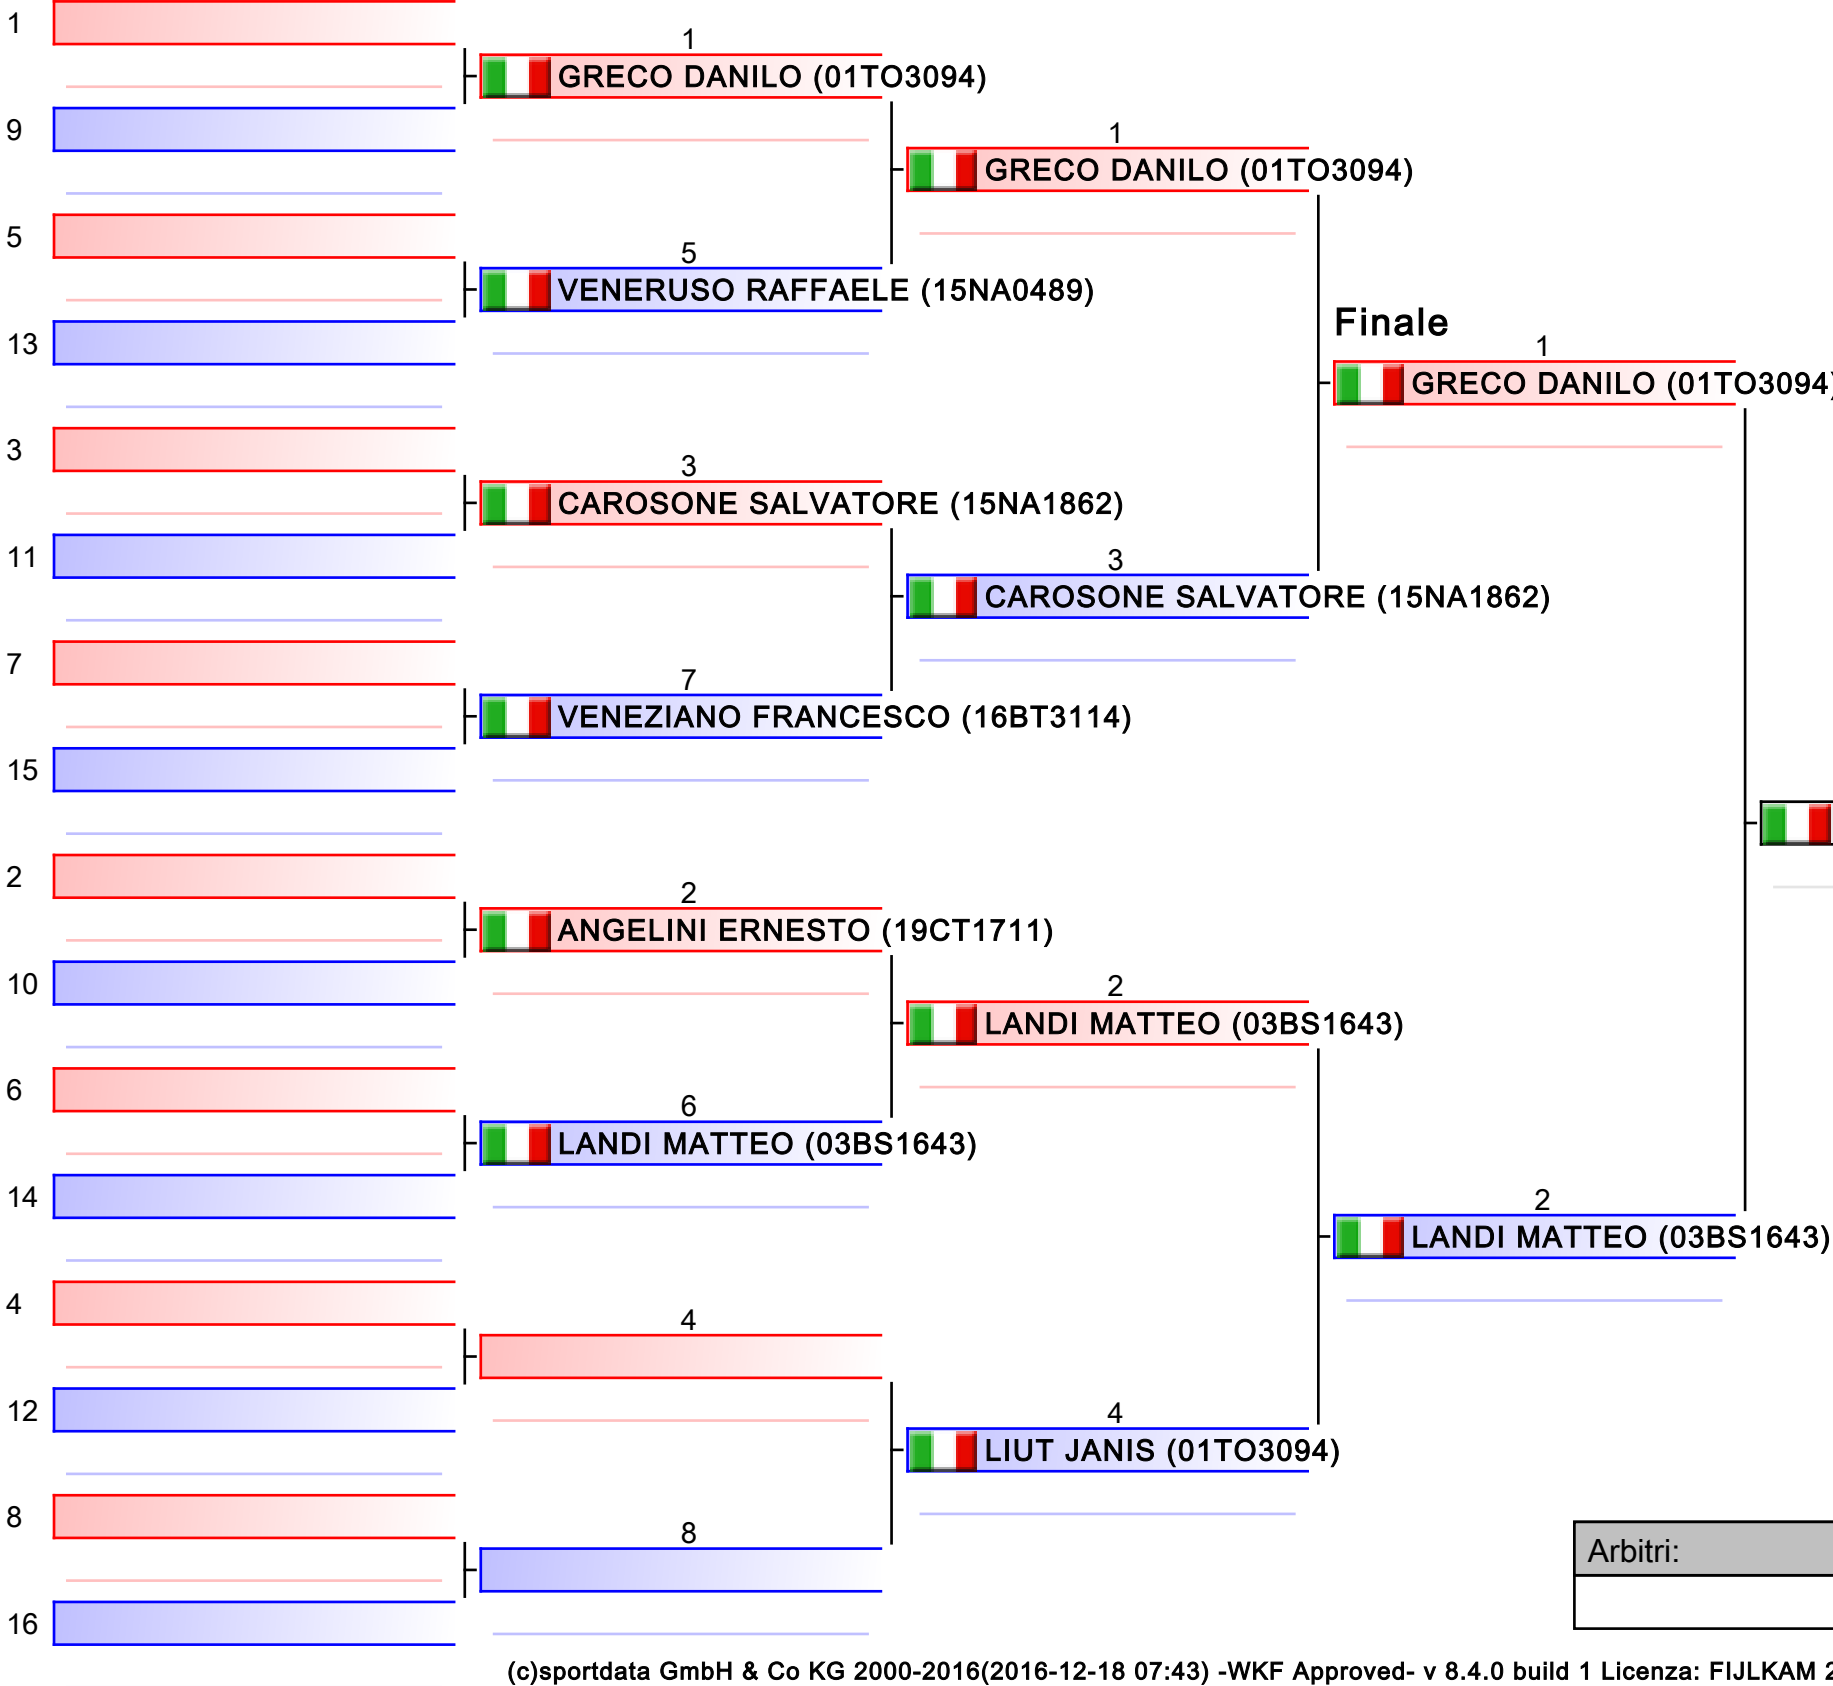 1
9
5
13
3
11
7
15
2
10
6
14
4
12
8
16
1
GRECO DANILO (01TO3094)
5
VENERUSO RAFFAELE (15NA0489)
3
CAROSONE SALVATORE (15NA1862)
7
VENEZIANO FRANCESCO (16BT3114)
2
ANGELINI ERNESTO (19CT1711)
6
LANDI MATTEO (03BS1643)
4
8
1
GRECO DANILO (01TO3094)
3
CAROSONE SALVATORE (15NA1862)
2
LANDI MATTEO (03BS1643)
4
LIUT JANIS (01TO3094)
Finale
1
GRECO DANILO (01TO3094)
2
LANDI MATTEO (03BS1643)
Arbitri:
(c)sportdata GmbH & Co KG 2000-2016(2016-12-18 07:43) -WKF Approved- v 8.4.0 build 1 Licenza: FIJLKAM 2